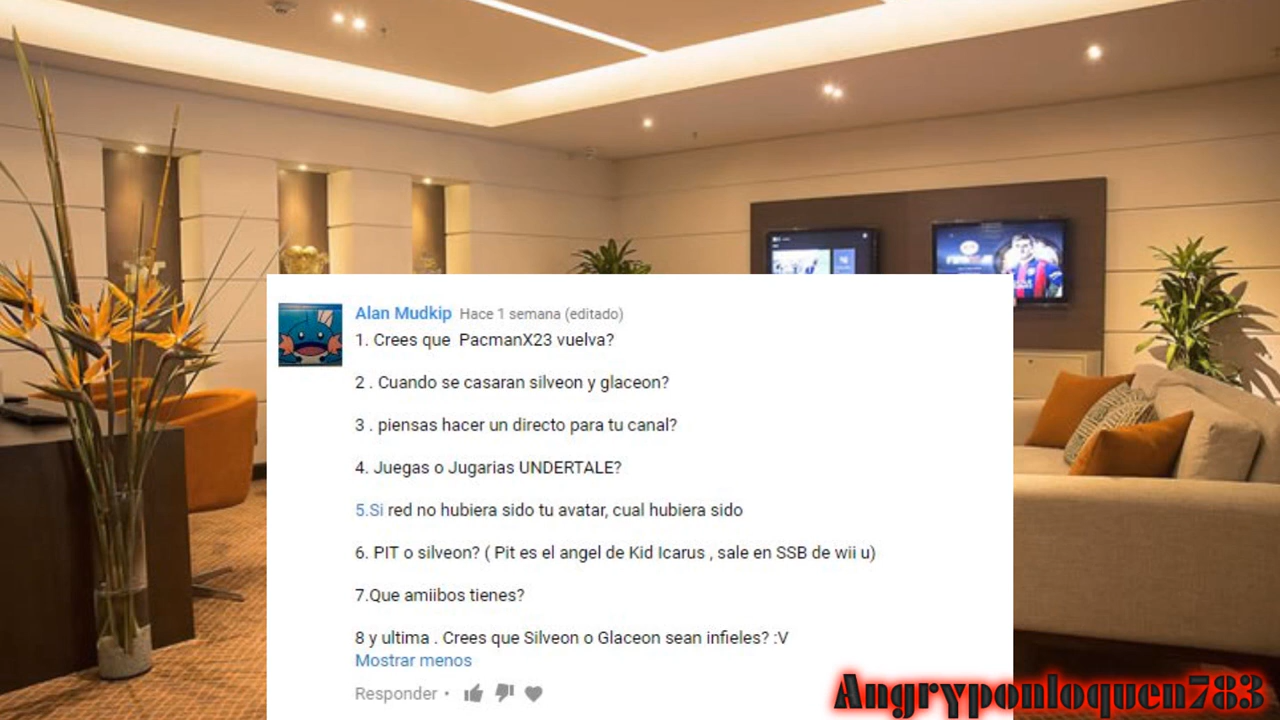 Alan Mudkip Hace 1 semana (editado)
1. Crees que PacmanX23 vuelva?
2 . Cuando se casaran silveon y glaceon?
3 . piensas hacer un directo para tu canal?
4. Juegas o Jugarias UNDERTALE?
5.Si red no hubiera sido tu avatar, cual hubiera sido
6. PIT o silveon? ( Pit es el angel de Kid Icarus , sale en SSB de wii u)
7.Que amiibos tienes?
8 y ultima . Crees que Silveon o Glaceon sean infieles? :V
Mostrar menos
Responder •
Angryponloquen783